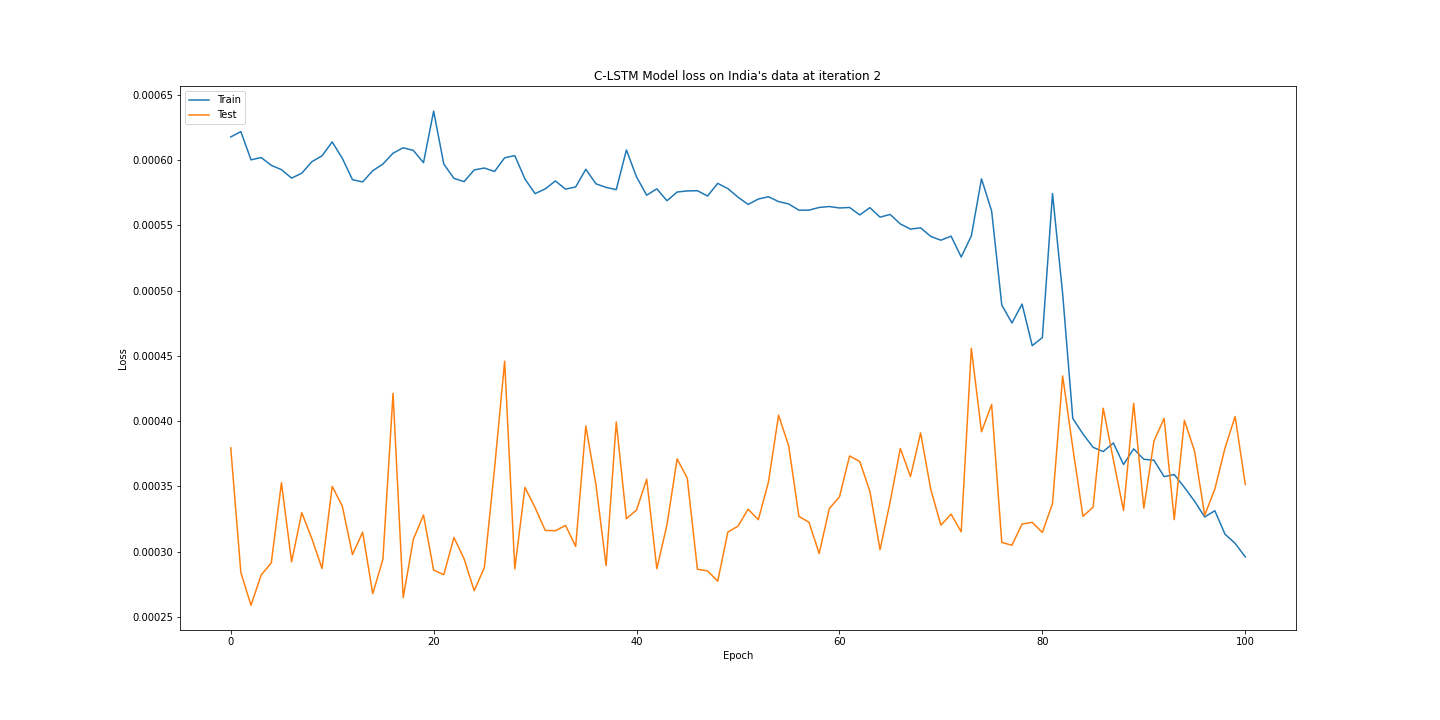 C-LSTM Model loss on India's data at iteration 2
Train
Test
0.00065
0.00060
0.00055
0.00050
0.00045
0.00040
0.00035
0.00030
0.00025
Loss
0 20 40 60 80 100
Epoch